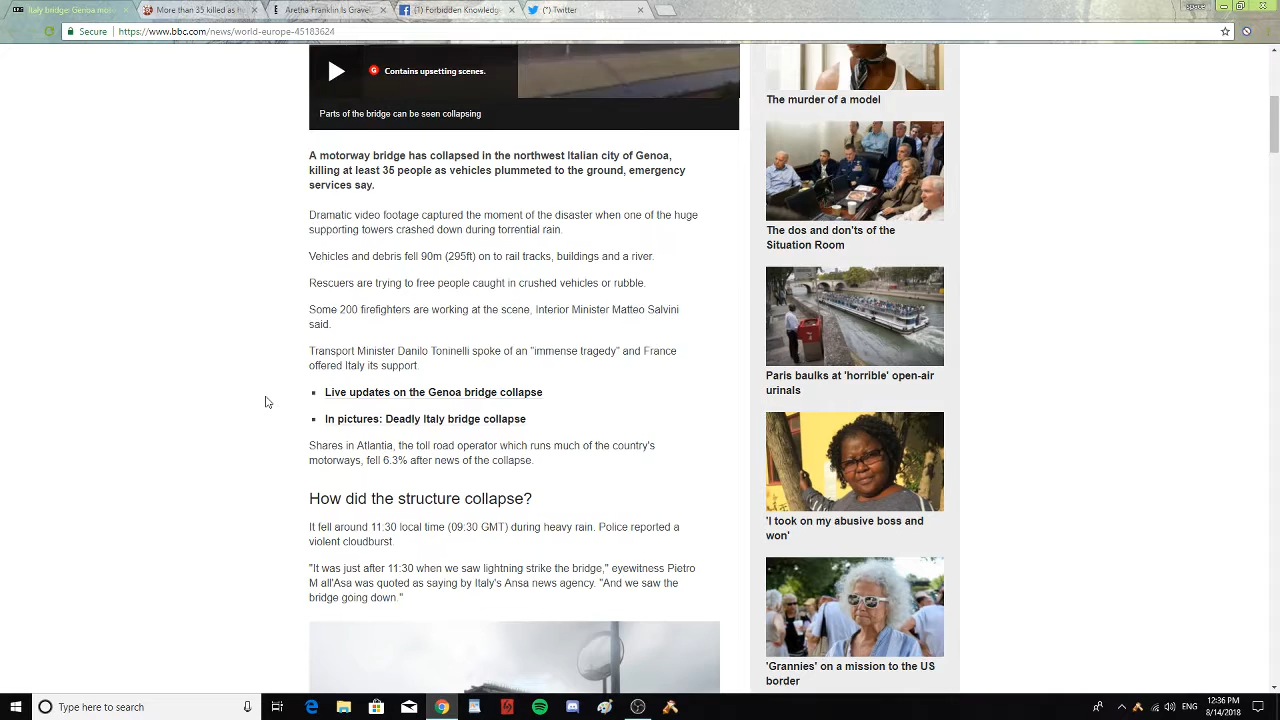 Italy bridge Genoa mot
More than 35 killed as h
Aretha Franklin Is Gravel
(1) Forbidden Knowledge
(*) Twitter
Space
Secure
https://www.bbc.com/news/world-europe-45183624
G Contains upsetting scenes.
Parts of the bridge can be seen collapsing
A motorway bridge has collapsed in the northwest Italian city of Genoa,
killing at least 35 people as vehicles plummeted to the ground, emergency
services say.
Dramatic video footage captured the moment of the disaster when one of the huge
supporting towers crashed down during torrential rain.
Vehicles and debris fell 90m (295ft) on to rail tracks, buildings and a river.
Rescuers are trying to free people caught in crushed vehicles or rubble.
Some 200 firefighters are working at the scene, Interior Minister Matteo Salvini
said.
Transport Minister Danilo Toninelli spoke of an "immense tragedy" and France
offered Italy its support.
Live updates on the Genoa bridge collapse
In pictures: Deadly Italy bridge collapse
Shares in Atlantia, the toll road operator which runs much of the country's
motorways, fell 6.3% after news of the collapse.
How did the structure collapse?
It fell around 11:30 local time (09:30 GMT) during heavy rain. Police reported a
violent cloudburst.
"It was just after 11:30 when we saw lightning strike the bridge," eyewitness Pietro
M all'Asa was quoted as saying by Italy's Ansa news agency. "And we saw the
bridge going down."
The murder of a model
The dos and don'ts of the
Situation Room
Paris baulks at 'horrible' open-air
urinals
'I took on my abusive boss and
won'
'Grannies' on a mission to the US
border
Type here to search
ENG
12:36 PM
8/14/2018